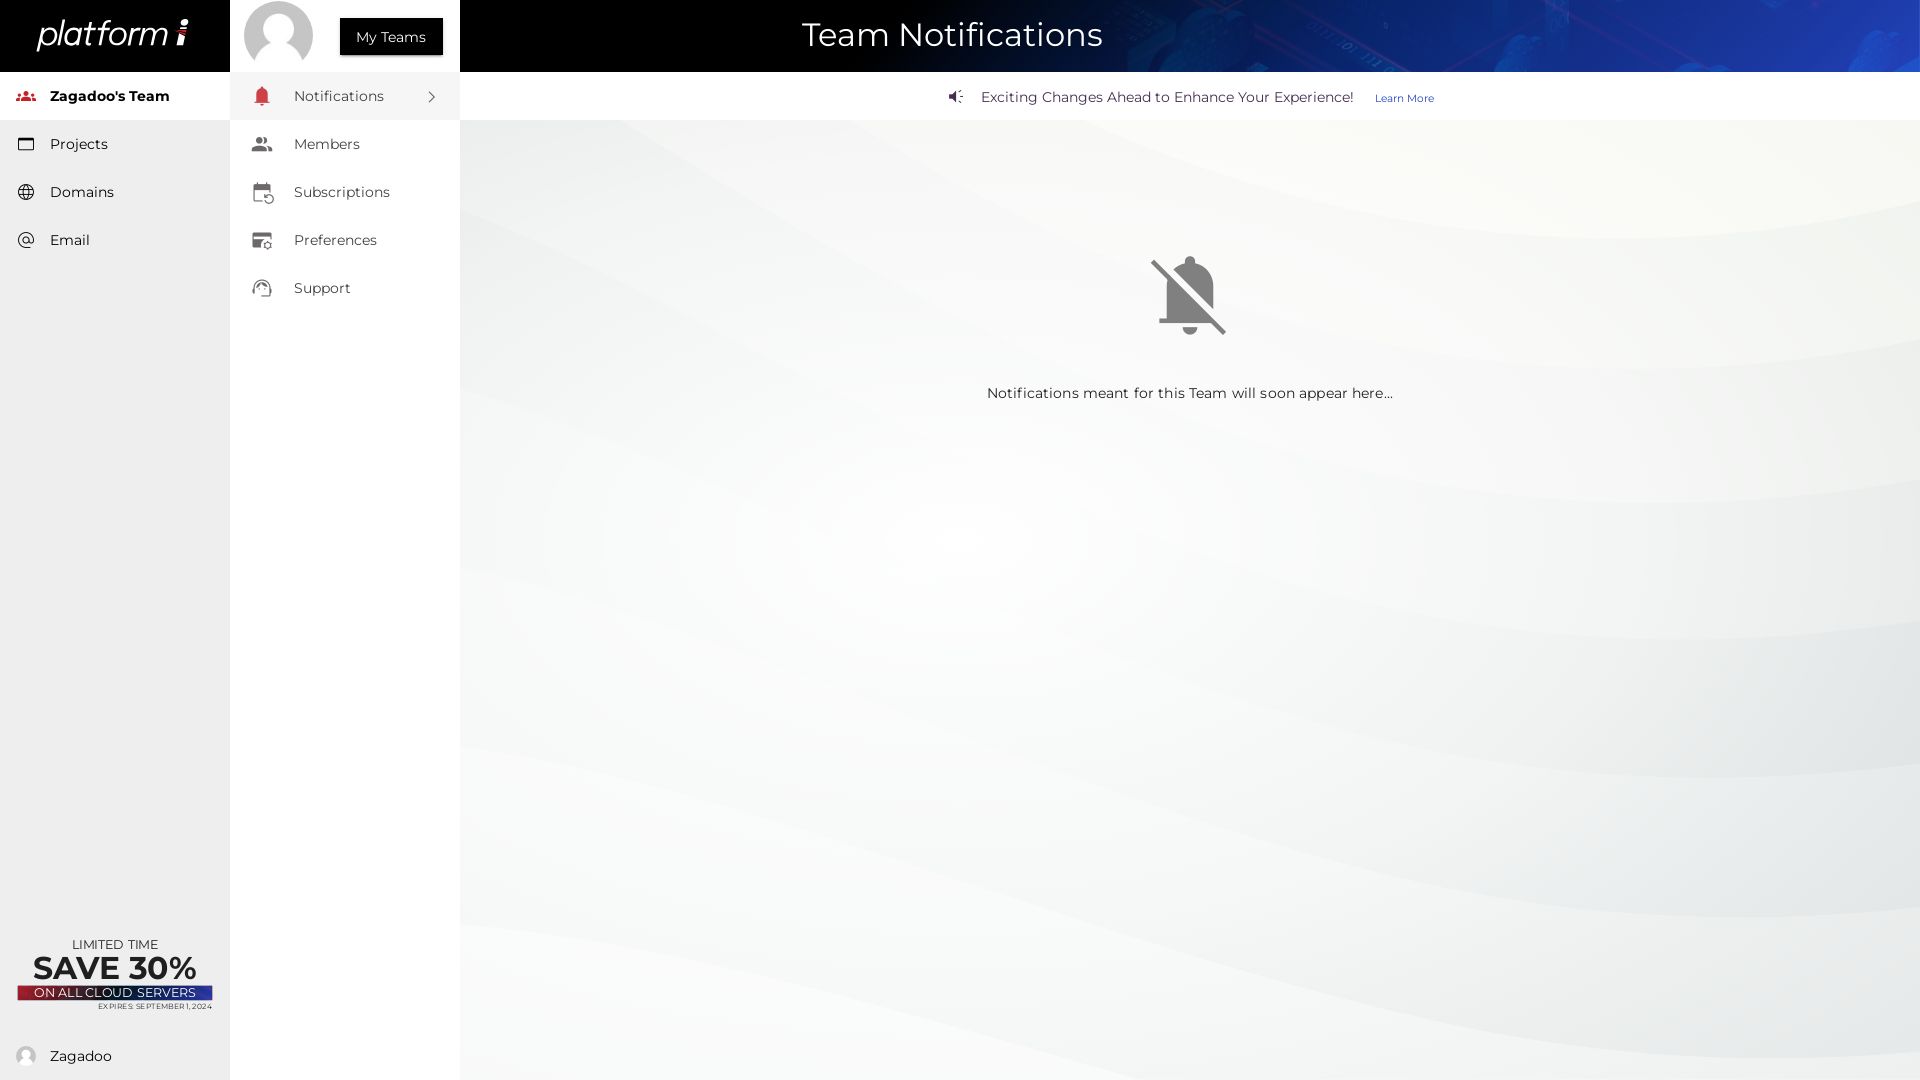 platform i
My Teams
Team Notifications
Zagadoo's Team
Projects
Domains
Email
Notifications
Members
Subscriptions
Preferences
Support
Exciting Changes Ahead to Enhance Your Experience! Learn More
Notifications meant for this Team will soon appear here...
LIMITED TIME
SAVE 30%
ON ALL CLOUD SERVERS
EXPIRES: SEPTEMBER 1, 2024
Zagadoo